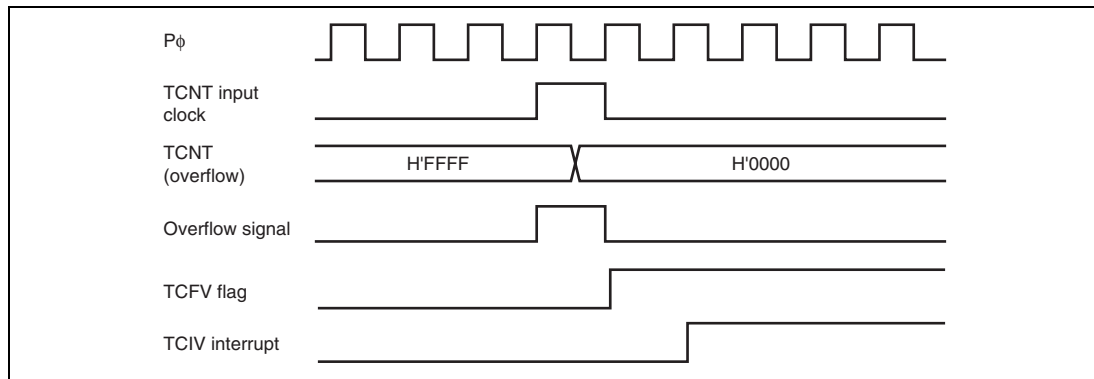 Pϕ
TCNT input
clock
TCNT
(overflow)
H'FFFF
H'0000
Overflow signal
TCFV flag
TCIV interrupt